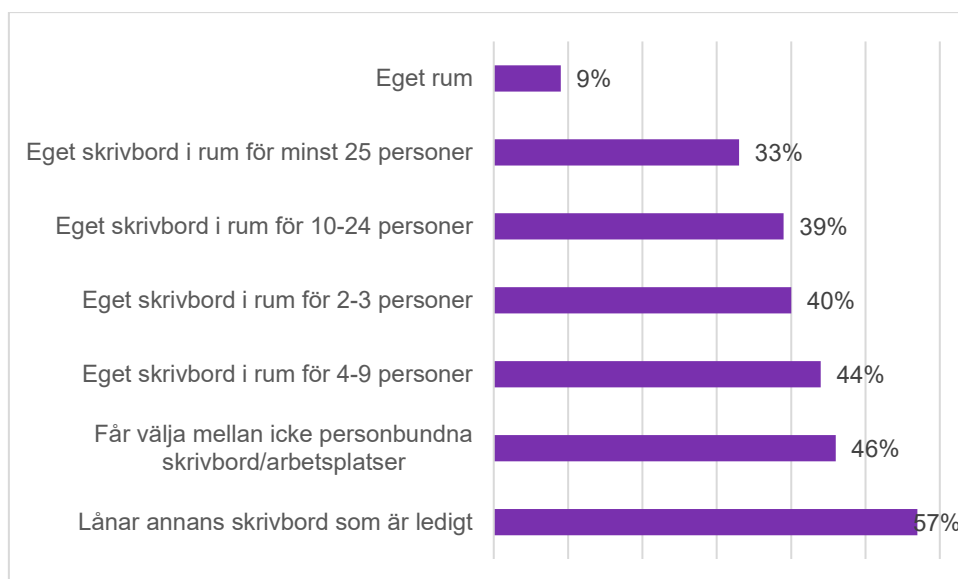 Eget rum
9%
Eget skrivbord i rum för minst 25 personer
33%
Eget skrivbord i rum för 10-24 personer
39%
Eget skrivbord i rum för 2-3 personer
40%
Eget skrivbord i rum för 4-9 personer
44%
Får välja mellan icke personbundna
skrivbord/arbetsplatser
46%
Lånar annans skrivbord som är ledigt
57%